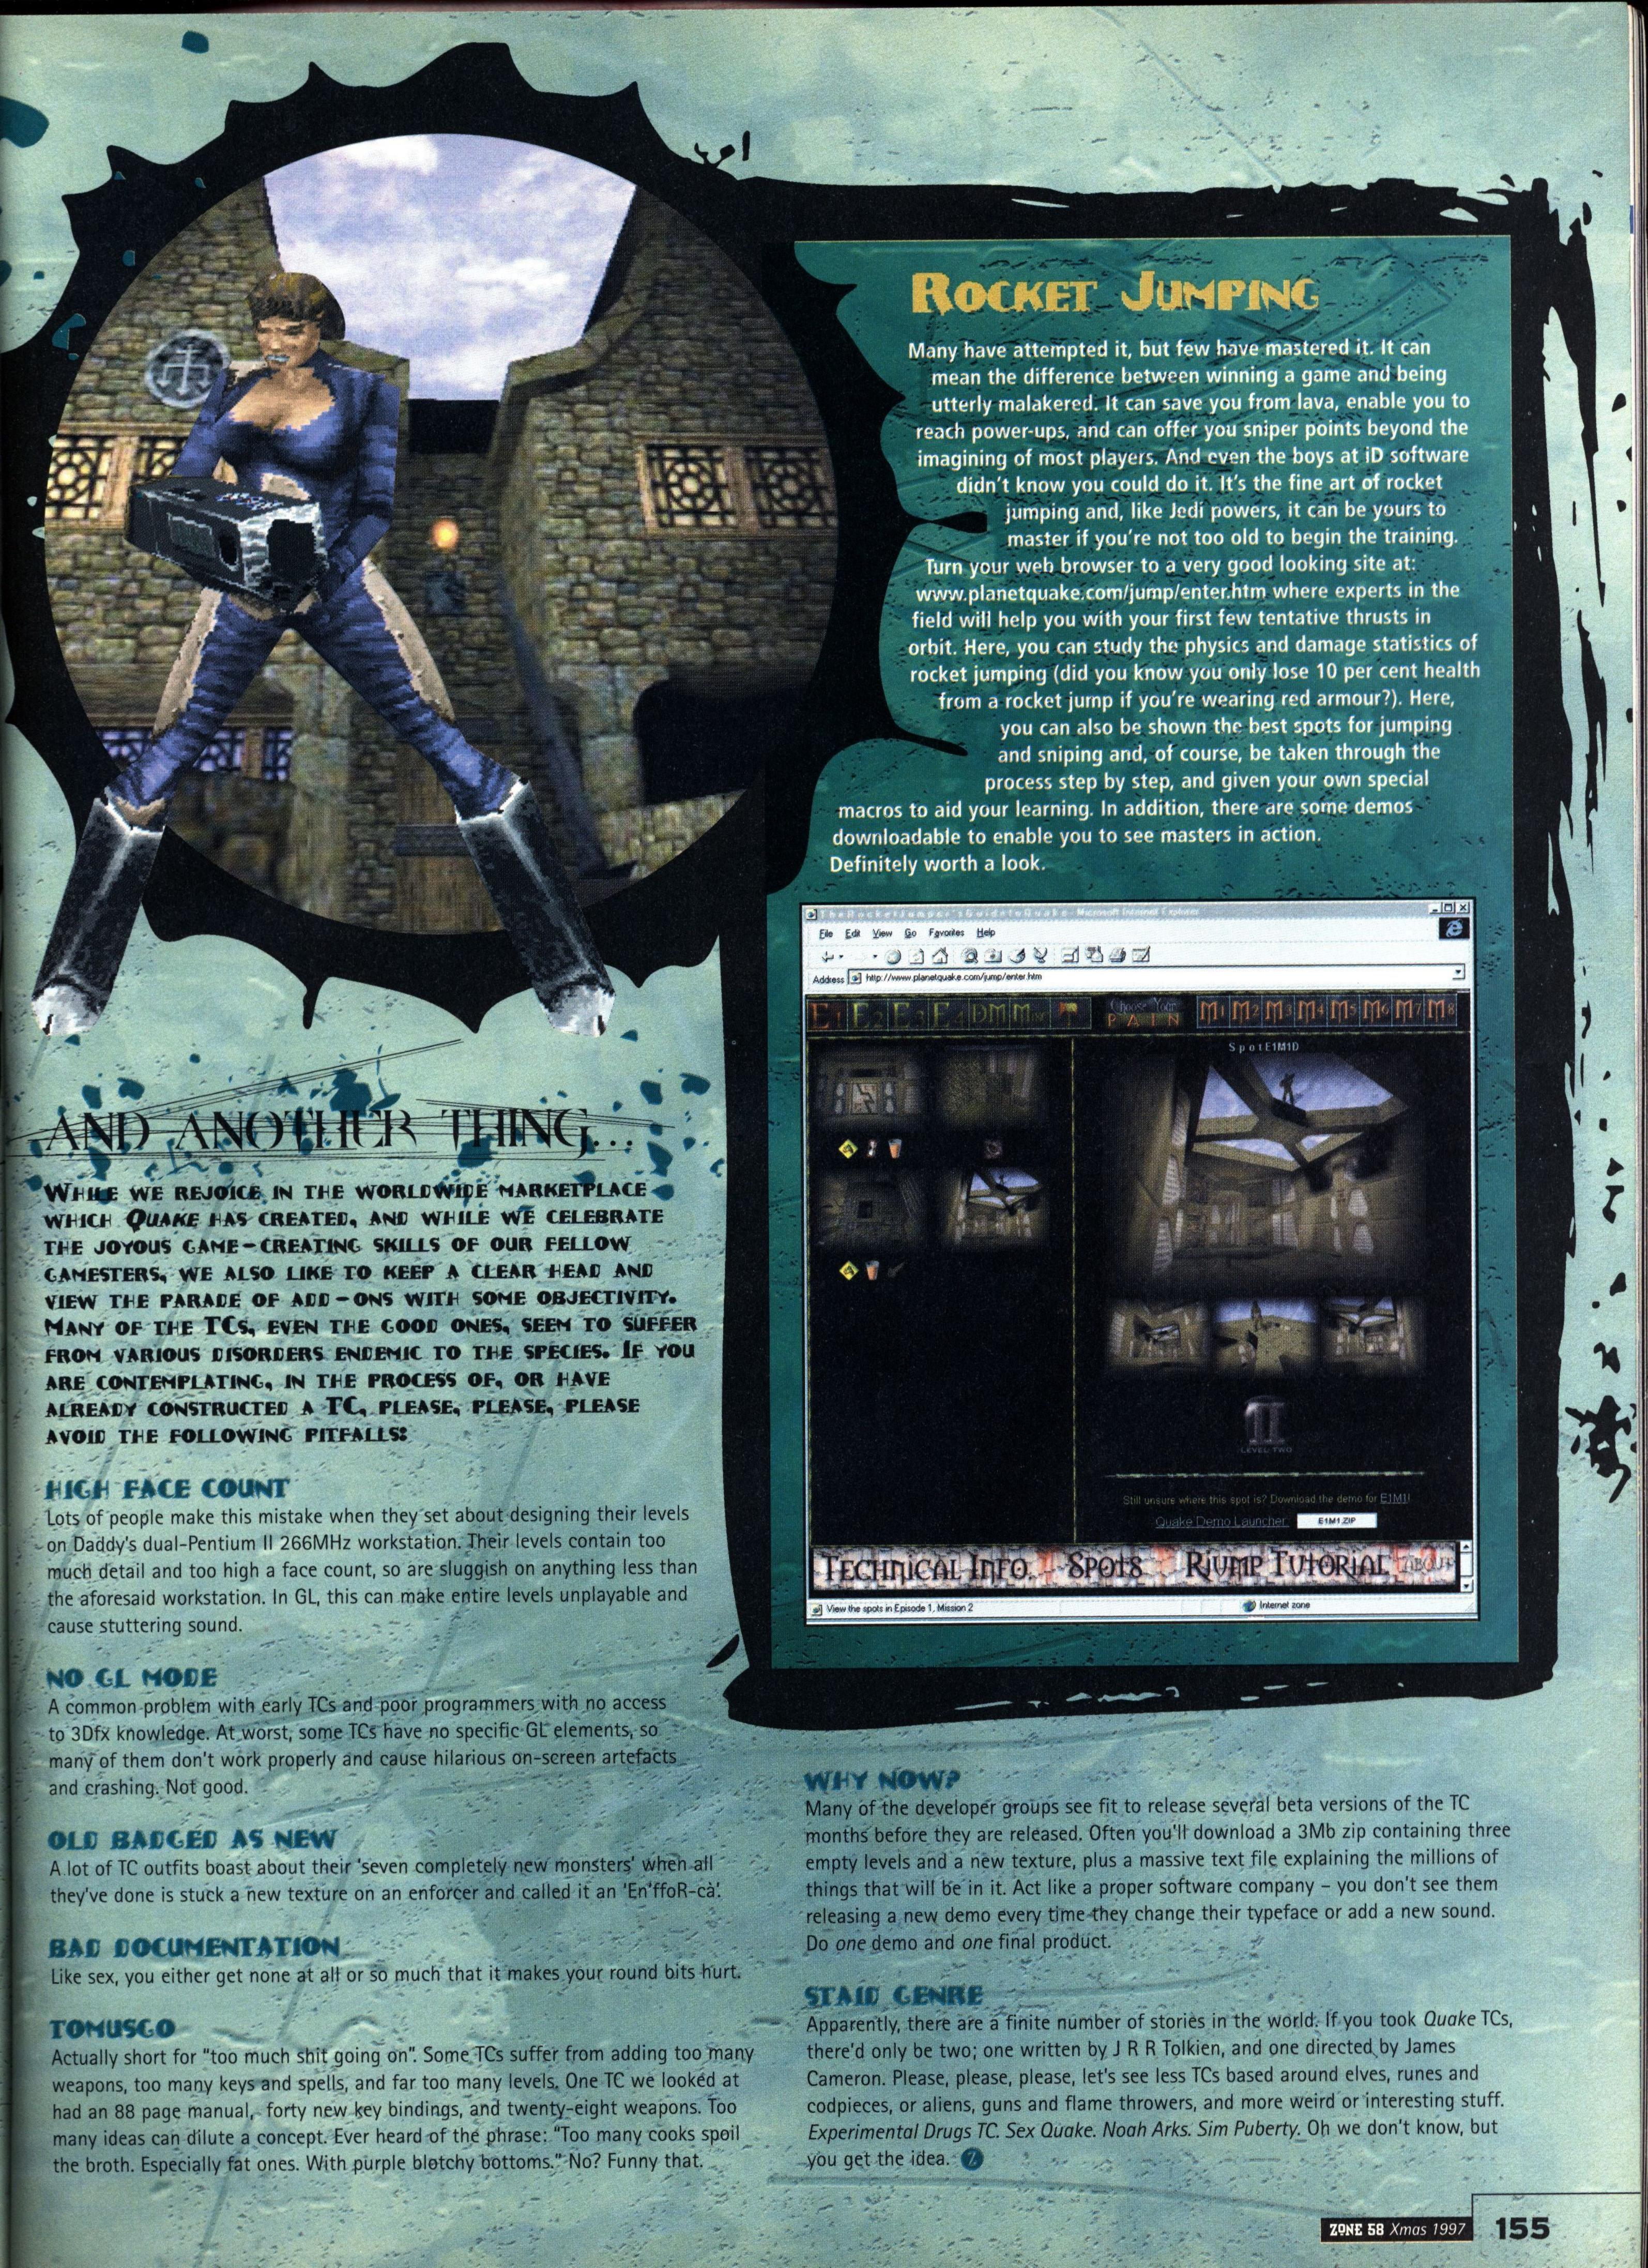 ROCKET JUMPING
Many have attempted it, but few have mastered it. It can
mean the difference between winning a game and being
utterly malakered. It can save you from lava, enable you to
reach power-ups, and can offer you sniper points beyond the
imagining of most players. And even the boys at iD software
didn't know you could do it. It's the fine art of rocket
jumping and, like Jedi powers, it can be yours to
master if you're not too old to begin the training.
Turn your web browser to a very good looking site at:
www.planetquake.com/jump/enter.htm where experts in the
field will help you with your first few tentative thrusts in
orbit. Here, you can study the physics and damage statistics of
rocket jumping (did you know you only lose 10 per cent health
from a rocket jump if you're wearing red armour?). Here,
you can also be shown the best spots for jumping
and sniping and, of course, be taken through the
process step by step, and given your own special
macros to aid your learning. In addition, there are some demos
downloadable to enable you to see masters in action.
Definitely worth a look.
TheRocketJumper'sGuidetoQuake - Microsoft Internet Explorer
File Edit View Go Favorites Help
Address http://www.planetquake.com/jump/enter.htm
E1 E2 E3 E4 DM Choose Your PAIN M1 M2 M3 M4 M5 M6 M7 M8
SpotE1M1D
LEVEL TWO
Still unsure where this spot is? Download the demo for E1M1!
Quake Demo Launcher E1M1.ZIP
TECHNICAL INFO. SPOTS RJUMP TUTORIAL ABOUT
View the spots in Episode 1, Mission 2 Internet zone
AND ANOTHER THING...
WHILE WE REJOICE IN THE WORLDWIDE MARKETPLACE
WHICH QUAKE HAS CREATED, AND WHILE WE CELEBRATE
THE JOYOUS GAME-CREATING SKILLS OF OUR FELLOW
GAMESTERS, WE ALSO LIKE TO KEEP A CLEAR HEAD AND
VIEW THE PARADE OF ADD-ONS WITH SOME OBJECTIVITY.
MANY OF THE TCS, EVEN THE GOOD ONES, SEEM TO SUFFER
FROM VARIOUS DISORDERS ENDEMIC TO THE SPECIES. IF YOU
ARE CONTEMPLATING, IN THE PROCESS OF, OR HAVE
ALREADY CONSTRUCTED A TC, PLEASE, PLEASE, PLEASE
AVOID THE FOLLOWING PITFALLS:
HIGH FACE COUNT
Lots of people make this mistake when they set about designing their levels
on Daddy's dual-Pentium II 266MHz workstation. Their levels contain too
much detail and too high a face count, so are sluggish on anything less than
the aforesaid workstation. In GL, this can make entire levels unplayable and
cause stuttering sound.
NO GL MODE
A common problem with early TCs and poor programmers with no access
to 3Dfx knowledge. At worst, some TCs have no specific GL elements, so
many of them don't work properly and cause hilarious on-screen artefacts
and crashing. Not good.
OLD BADGED AS NEW
A lot of TC outfits boast about their 'seven completely new monsters' when all
they've done is stuck a new texture on an enforcer and called it an 'En'ffoR-cà'.
BAD DOCUMENTATION
Like sex, you either get none at all or so much that it makes your round bits hurt.
TOMUSGO
Actually short for "too much shit going on". Some TCs suffer from adding too many
weapons, too many keys and spells, and far too many levels. One TC we looked at
had an 88 page manual, forty new key bindings, and twenty-eight weapons. Too
many ideas can dilute a concept. Ever heard of the phrase: "Too many cooks spoil
the broth. Especially fat ones. With purple blotchy bottoms." No? Funny that.
WHY NOW?
Many of the developer groups see fit to release several beta versions of the TC
months before they are released. Often you'll download a 3Mb zip containing three
empty levels and a new texture, plus a massive text file explaining the millions of
things that will be in it. Act like a proper software company – you don't see them
releasing a new demo every time they change their typeface or add a new sound.
Do one demo and one final product.
STAID GENRE
Apparently, there are a finite number of stories in the world. If you took Quake TCs,
there'd only be two; one written by J R R Tolkien, and one directed by James
Cameron. Please, please, please, let's see less TCs based around elves, runes and
codpieces, or aliens, guns and flame throwers, and more weird or interesting stuff.
Experimental Drugs TC. Sex Quake. Noah Arks. Sim Puberty. Oh we don't know, but
you get the idea. Z
ZONE 58 Xmas 1997 155